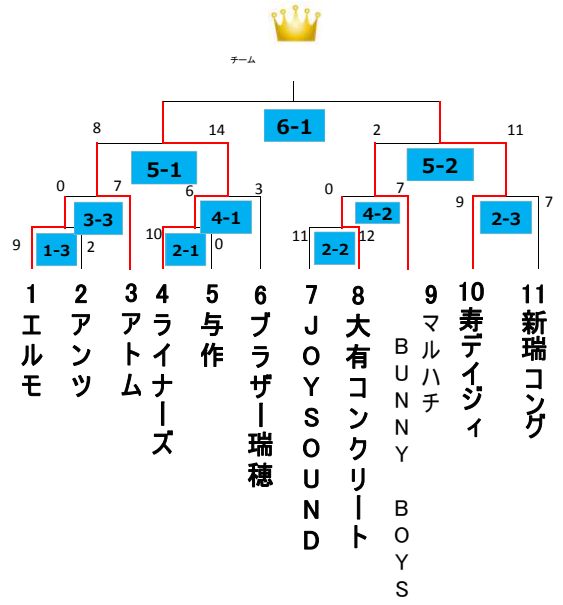 チーム
6-1
8
14
2
11
5-1
5-2
0
7
6
3
0
7
9
7
3-3
4-1
4-2
2-3
9
2
10
0
11
12
1-3
2-1
2-2
1 エルモ
2 アンツ
3 アトム
4 ライナーズ
5 与作
6 ブラザー瑞穂
7 JOYSOUND
8 大有コンクリート
9 マルハチ
BUNNY BOYS
10 寿デイジィ
11 新瑞コング